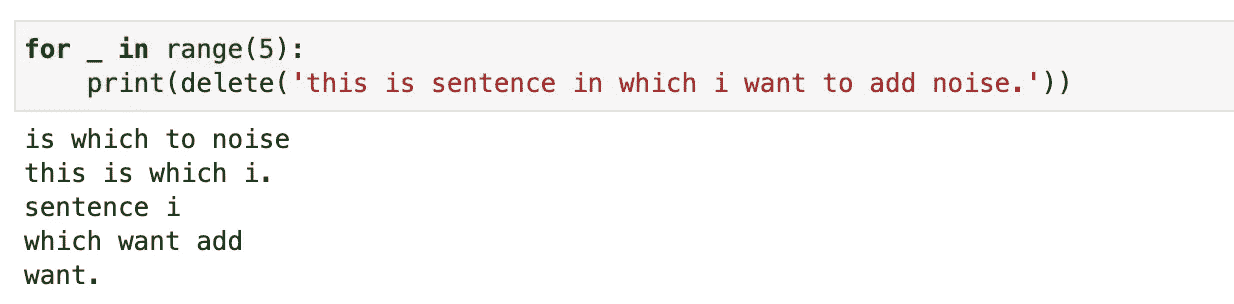 for _ in range(5):
    print(delete('this is sentence in which i want to add noise.'))
is which to noise
this is which i.
sentence i
which want add
want.